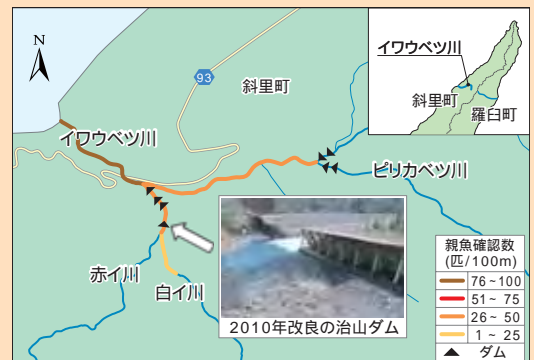 N
93
斜里町
イワウベツ川
斜里町
羅臼町
イワウベツ川
ピリカベツ川
赤イ川
白イ川
2010年改良の治山ダム
親魚確認数
(匹/100m)
76~100
51~ 75
26~ 50
1~ 25
ダム